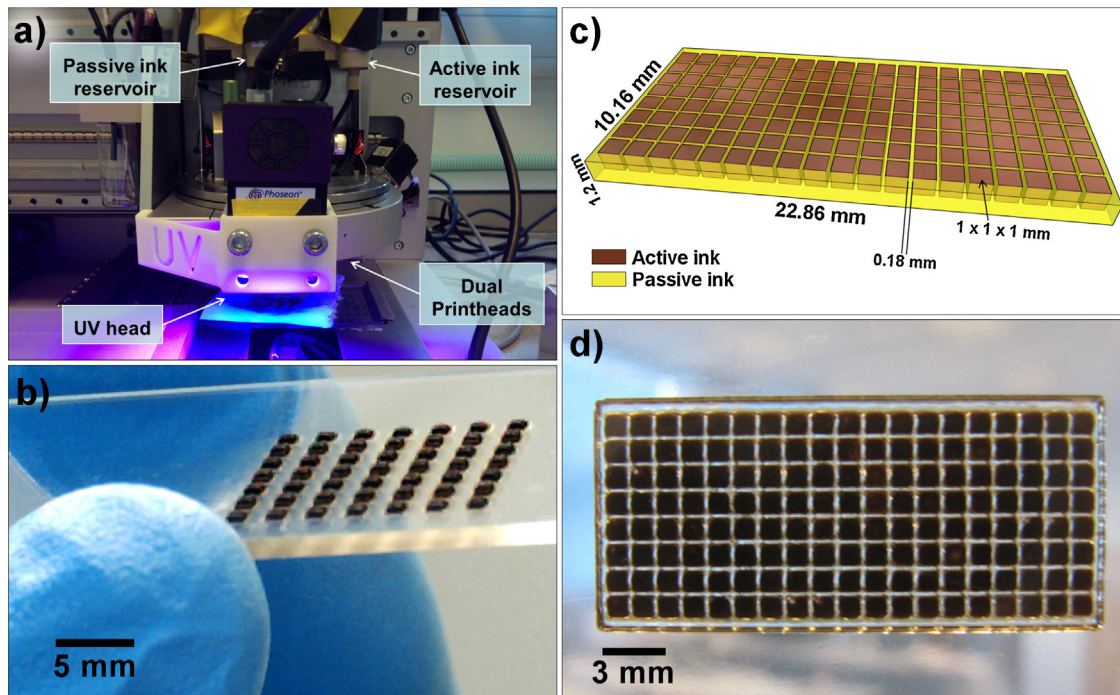 a)
Passive ink
reservoir
Active ink
reservoir
Phoseon
UV
UV head
Dual
Printheads
b)
5 mm
c)
10.16 mm
1.2 mm
22.86 mm
0.18 mm
1 x 1 x 1 mm
Active ink
Passive ink
d)
3 mm